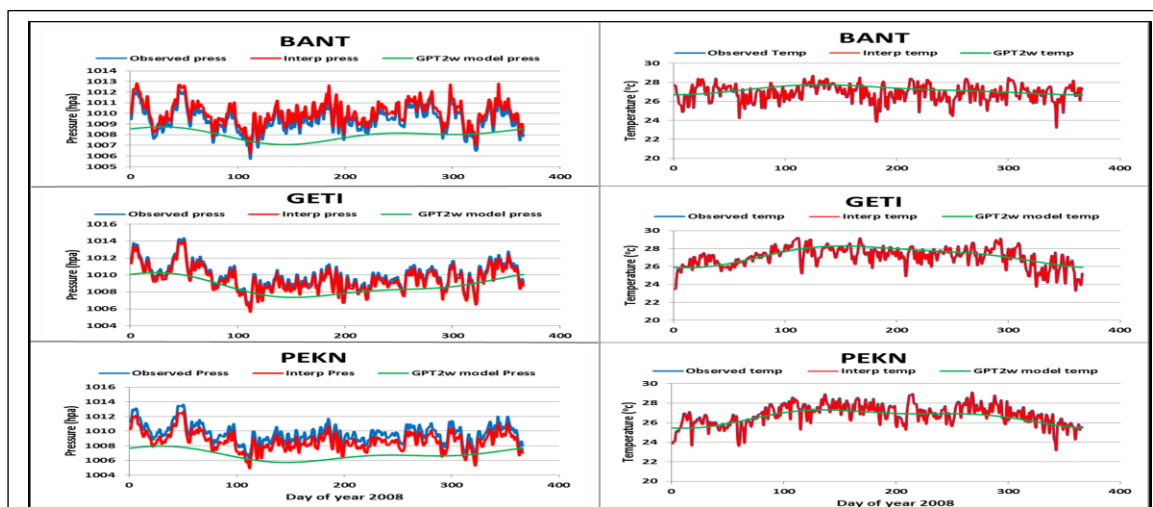 BANT
Observed press Interp press GPT2w model press
Pressure (hpa)
1014
1013
1012
1011
1010
1009
1008
1007
1006
1005
0 100 200 300 400
BANT
Observed Temp Interp temp GPT2w temp
Temperature (°c)
30
28
26
24
22
20
0 100 200 300 400
GETI
Observed press Interp press GPT2w model press
Pressure (hpa)
1016
1014
1012
1010
1008
1006
1004
0 100 200 300 400
GETI
Observed temp Interp temp GPT2w model temp
Temperature (°c)
30
28
26
24
22
20
0 100 200 300 400
PEKN
Observed Press Interp Pres GPT2w model Press
Pressure (hpa)
1016
1014
1012
1010
1008
1006
1004
0 100 200 300 400
Day of year 2008
PEKN
Observed temp Interp temp GPT2w model temp
Temperature (°c)
30
28
26
24
22
20
0 100 200 300 400
Day of year 2008